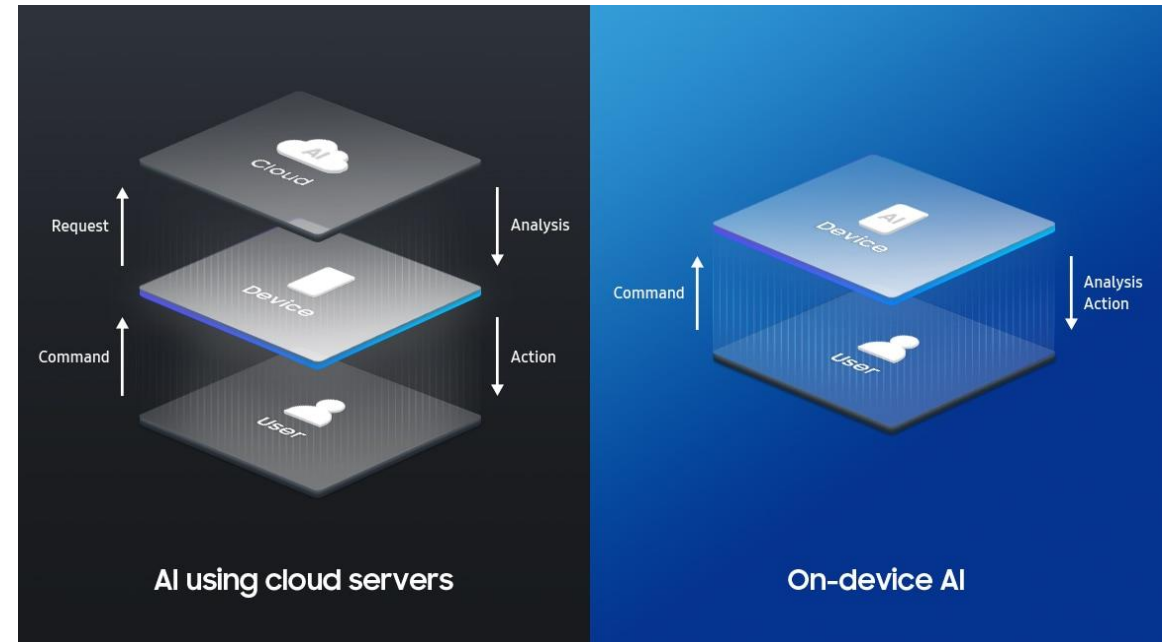 AI
Cloud
Request
Analysis
Device
Command
Action
User
AI using cloud servers
AI
Device
Command
Analysis
Action
User
On-device AI